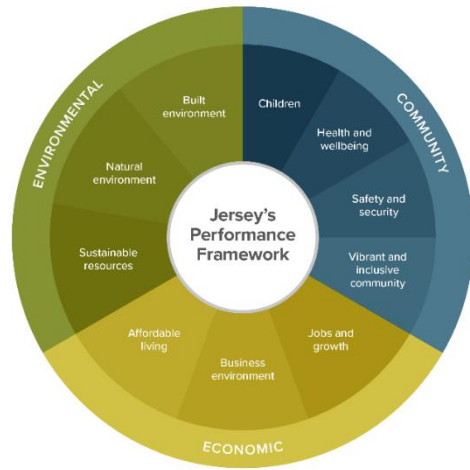 Jersey's
Performance
Framework
COMMUNITY
Children
Health and
wellbeing
Safety and
security
Vibrant and
inclusive
community
ECONOMIC
Jobs and
growth
Business
environment
Affordable
living
ENVIRONMENTAL
Sustainable
resources
Natural
environment
Built
environment